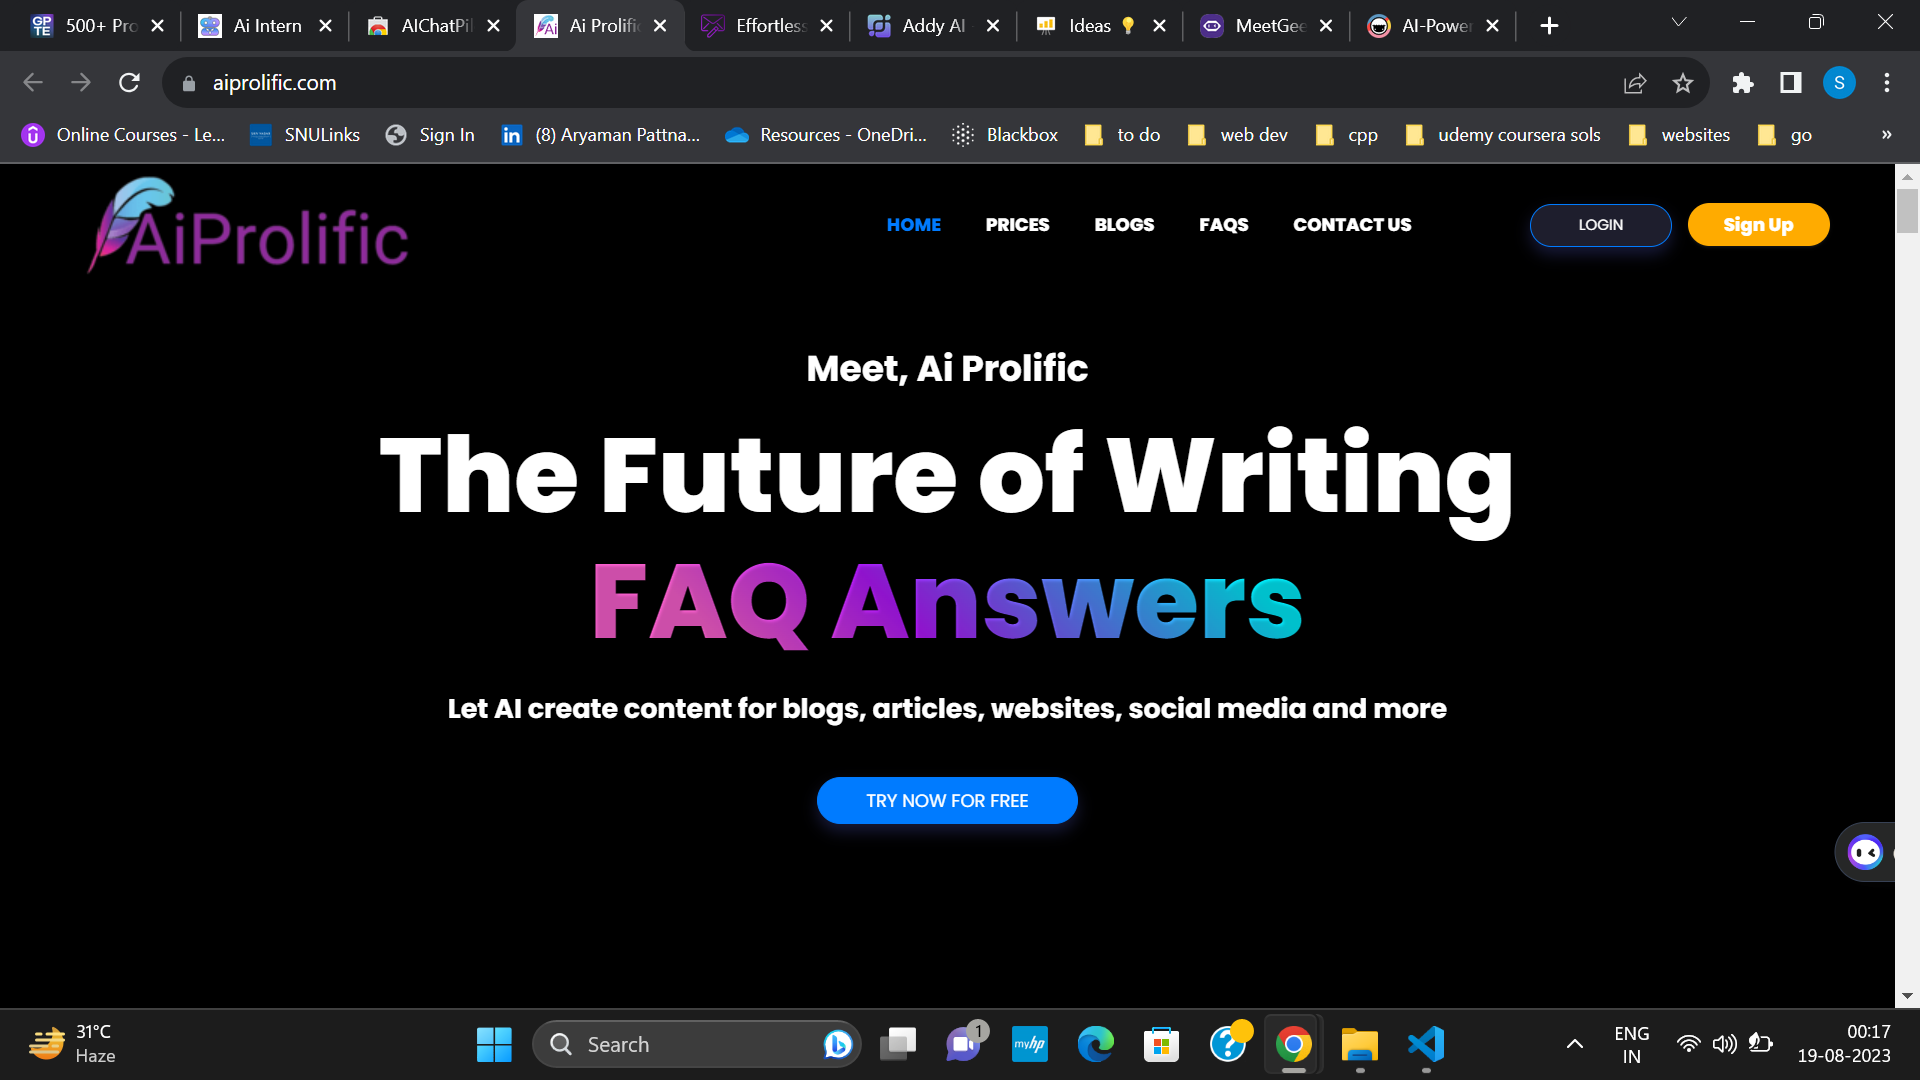 GPTE 500+ Pro
Ai Intern
AIChatPil
Ai Prolific
Effortless
Addy AI -
Ideas
MeetGee
AI-Power
aiprolific.com
S
Online Courses - Le...
SNULinks
Sign In
(8) Aryaman Pattna...
Resources - OneDri...
Blackbox
to do
web dev
cpp
udemy coursera sols
websites
go
»
AiProlific
HOME
PRICES
BLOGS
FAQS
CONTACT US
LOGIN
Sign Up
Meet, Ai Prolific
The Future of Writing
FAQ Answers
Let AI create content for blogs, articles, websites, social media and more
TRY NOW FOR FREE
31°C
Haze
Search
1
myhp
ENG
IN
00:17
19-08-2023